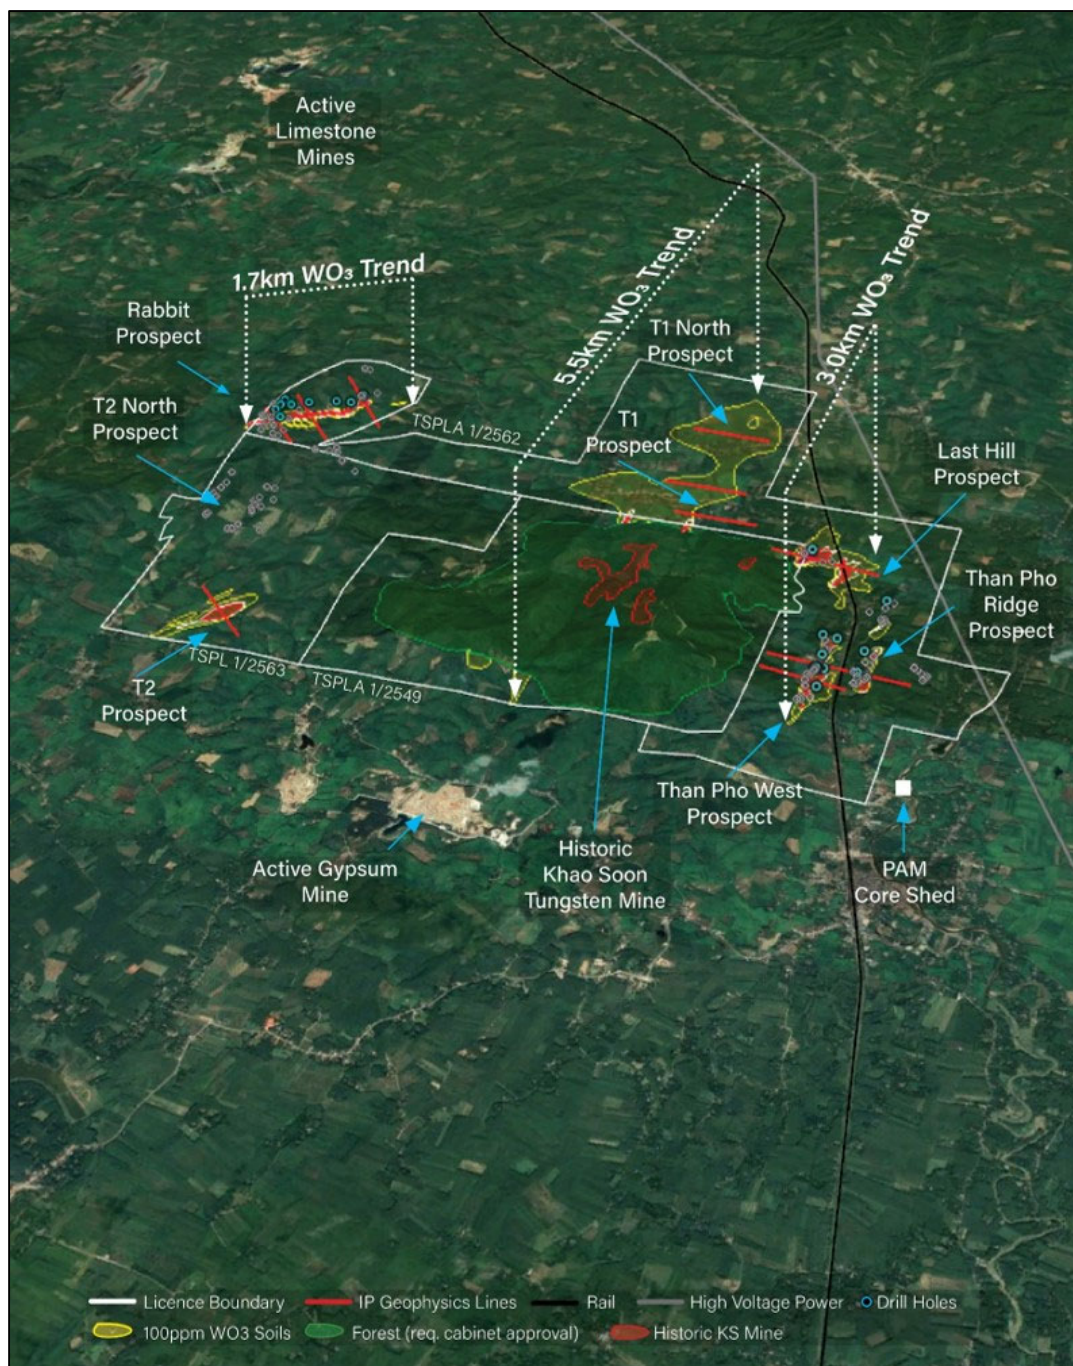 Active
Limestone
Mines
1.7km WO₃ Trend
5.5km WO₃ Trend
3.0km WO₃ Trend
Rabbit
Prospect
T1 North
Prospect
T2 North
Prospect
TSPLA 1/2562
T1
Prospect
Last Hill
Prospect
Than Pho
Ridge
Prospect
TSPL 1/2563
TSPLA 1/2549
T2
Prospect
Than Pho West
Prospect
Active Gypsum
Mine
Historic
Khao Soon
Tungsten Mine
PAM
Core Shed
Licence Boundary IP Geophysics Lines Rail High Voltage Power Drill Holes
100ppm WO3 Soils Forest (req. cabinet approval) Historic KS Mine